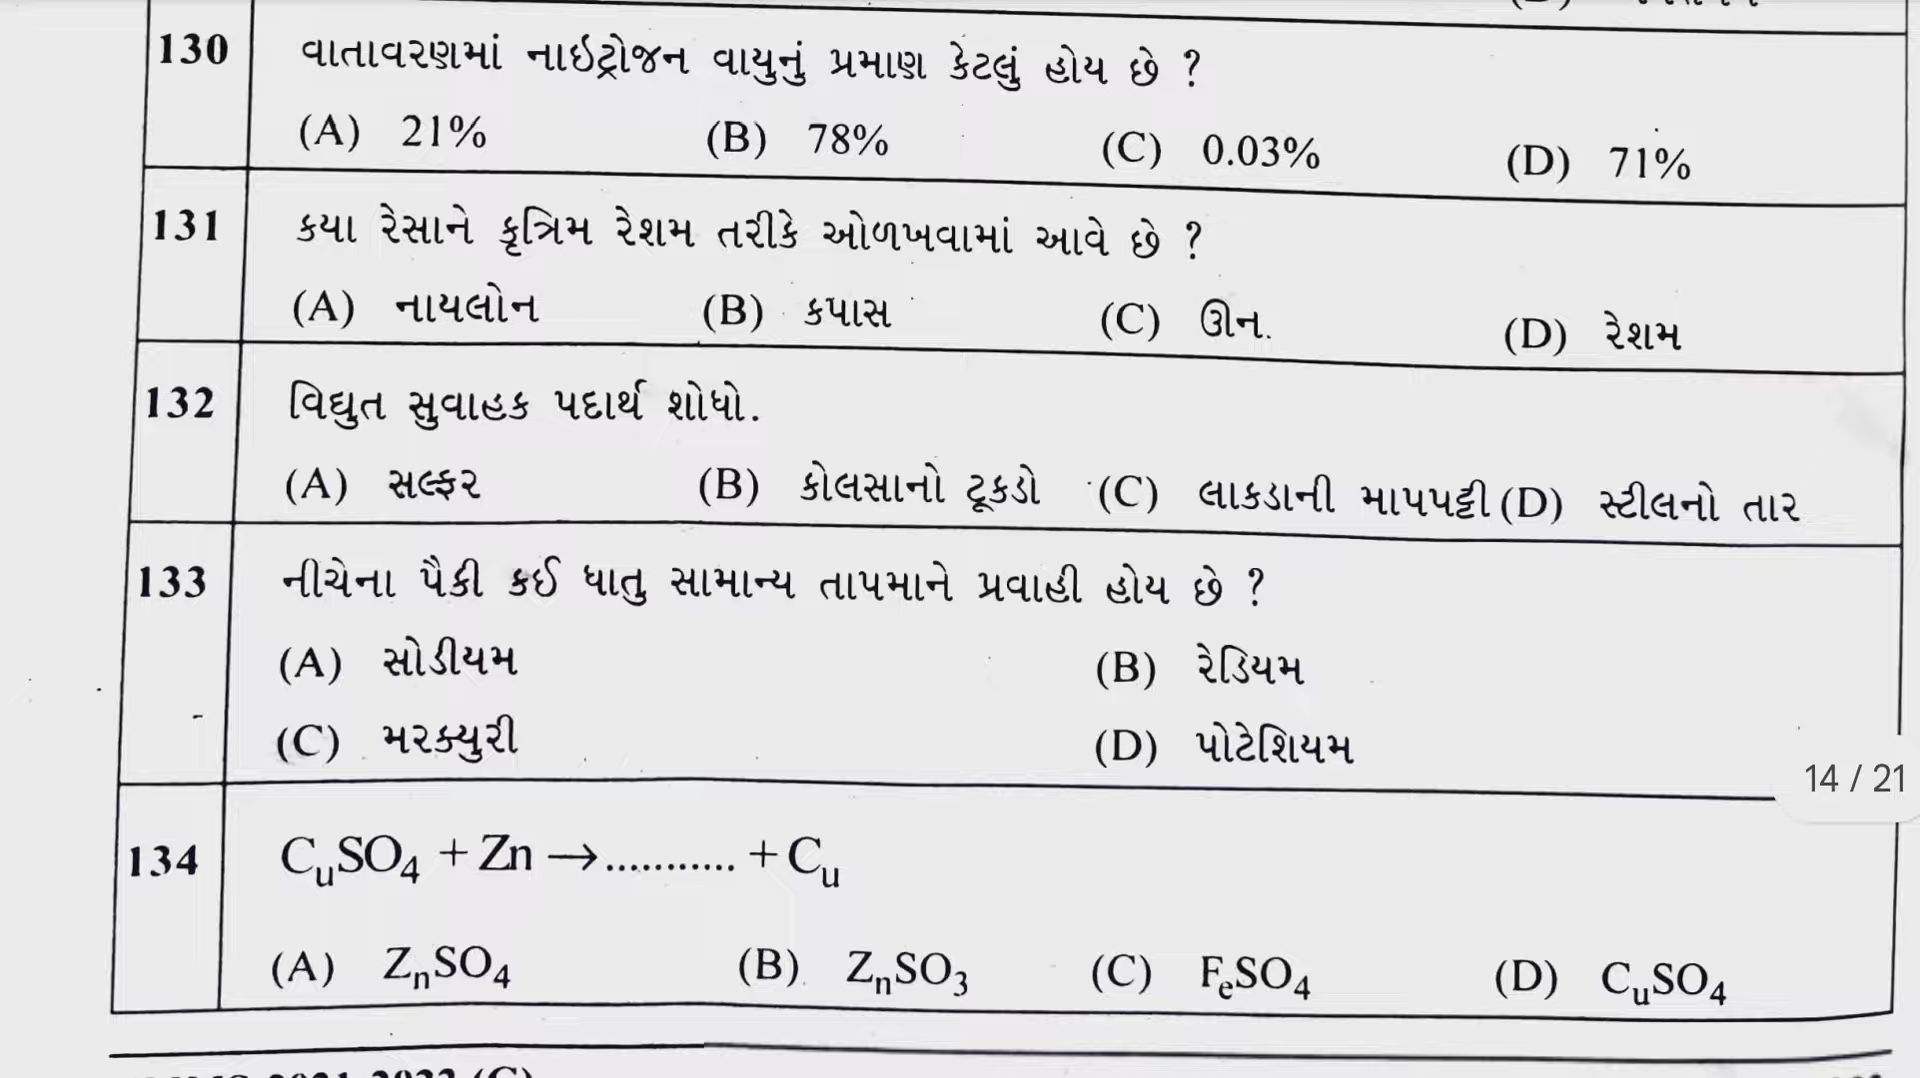 130 વાતાવરણમાં નાઇટ્રોજન વાયુનું પ્રમાણ કેટલું હોય છે ?
(A) 21% (B) 78% (C) 0.03% (D) 71%
131 કયા રેસાને કૃત્રિમ રેશમ તરીકે ઓળખવામાં આવે છે ?
(A) નાયલોન (B) કપાસ (C) ઊન. (D) રેશમ
132 વિદ્યુત સુવાહક પદાર્થ શોધો.
(A) સલ્ફર (B) કોલસાનો ટૂકડો (C) લાકડાની માપપટ્ટી (D) સ્ટીલનો તાર
133 નીચેના પૈકી કઈ ધાતુ સામાન્ય તાપમાને પ્રવાહી હોય છે ?
(A) સોડીયમ (B) રેડિયમ
(C) મરક્યુરી (D) પોટેશિયમ
14 / 21
134 CuSO4 + Zn → ........... + Cu
(A) ZnSO4 (B) ZnSO3 (C) FeSO4 (D) CuSO4